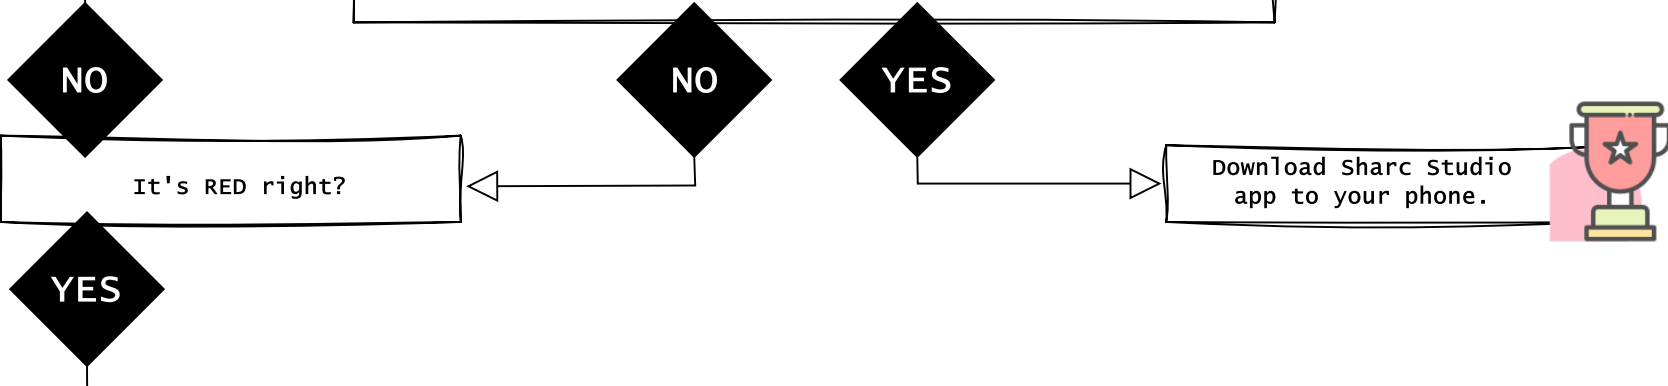 NO
NO
YES
It's RED right?
Download Sharc Studio
app to your phone.
YES